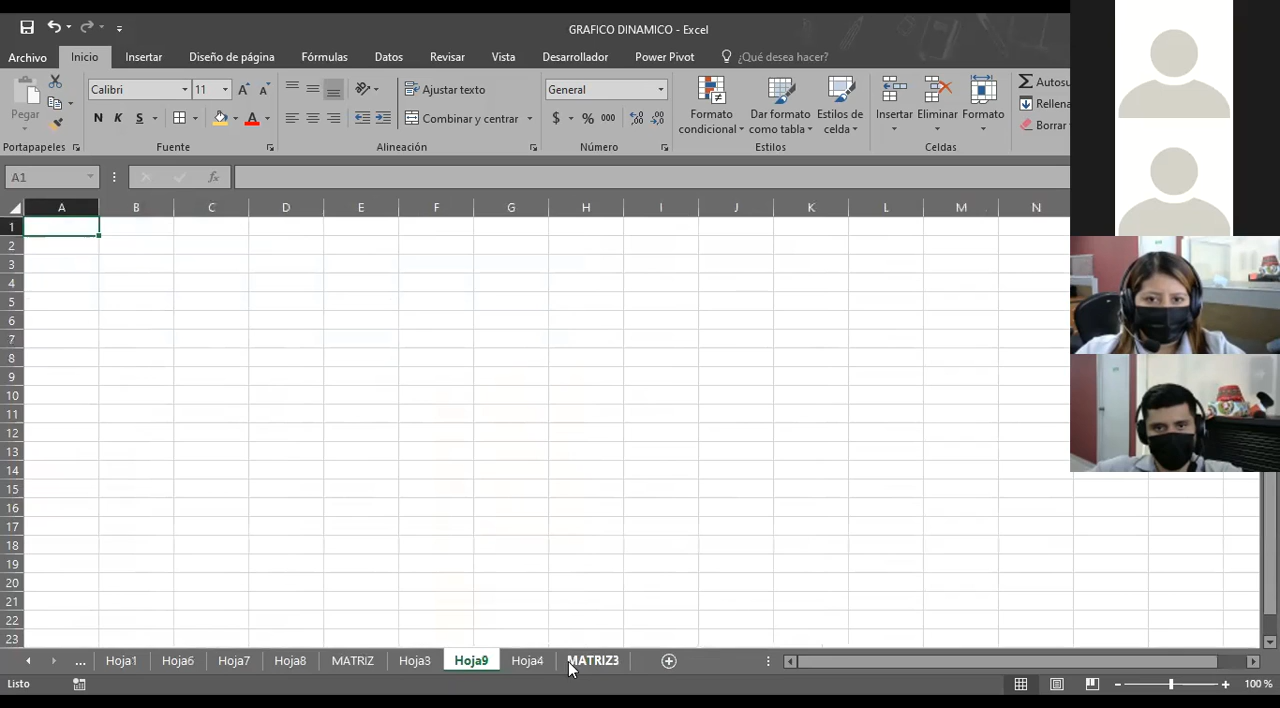 GRAFICO DINAMICO - Excel
Archivo Inicio Insertar Diseño de página Fórmulas Datos Revisar Vista Desarrollador Power Pivot ¿Qué desea hacer?
Pegar
Calibri 11
N K S
Ajustar texto
Combinar y centrar
General
$ % 000
Formato condicional
Dar formato como tabla
Estilos de celda
Insertar Eliminar Formato
Autosu
Rellena
Borrar
Portapapeles Fuente Alineación Número Estilos Celdas
A1 fx
A B C D E F G H I J K L M N
1
2
3
4
5
6
7
8
9
10
11
12
13
14
15
16
17
18
19
20
21
22
23
... Hoja1 Hoja6 Hoja7 Hoja8 MATRIZ Hoja3 Hoja9 Hoja4 MATRIZ3
Listo 100 %